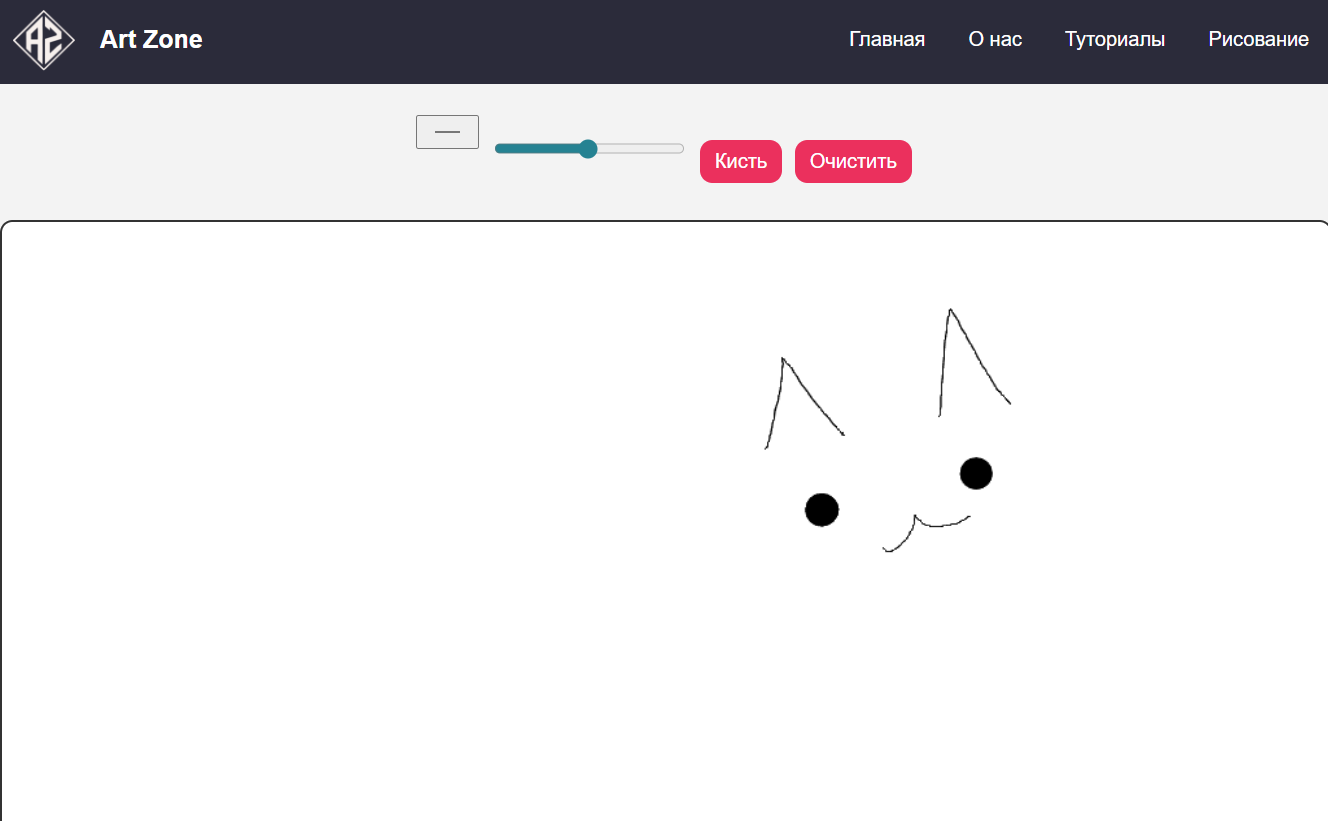 AZ
Art Zone
Главная
О нас
Туториалы
Рисование
Кисть
Очистить